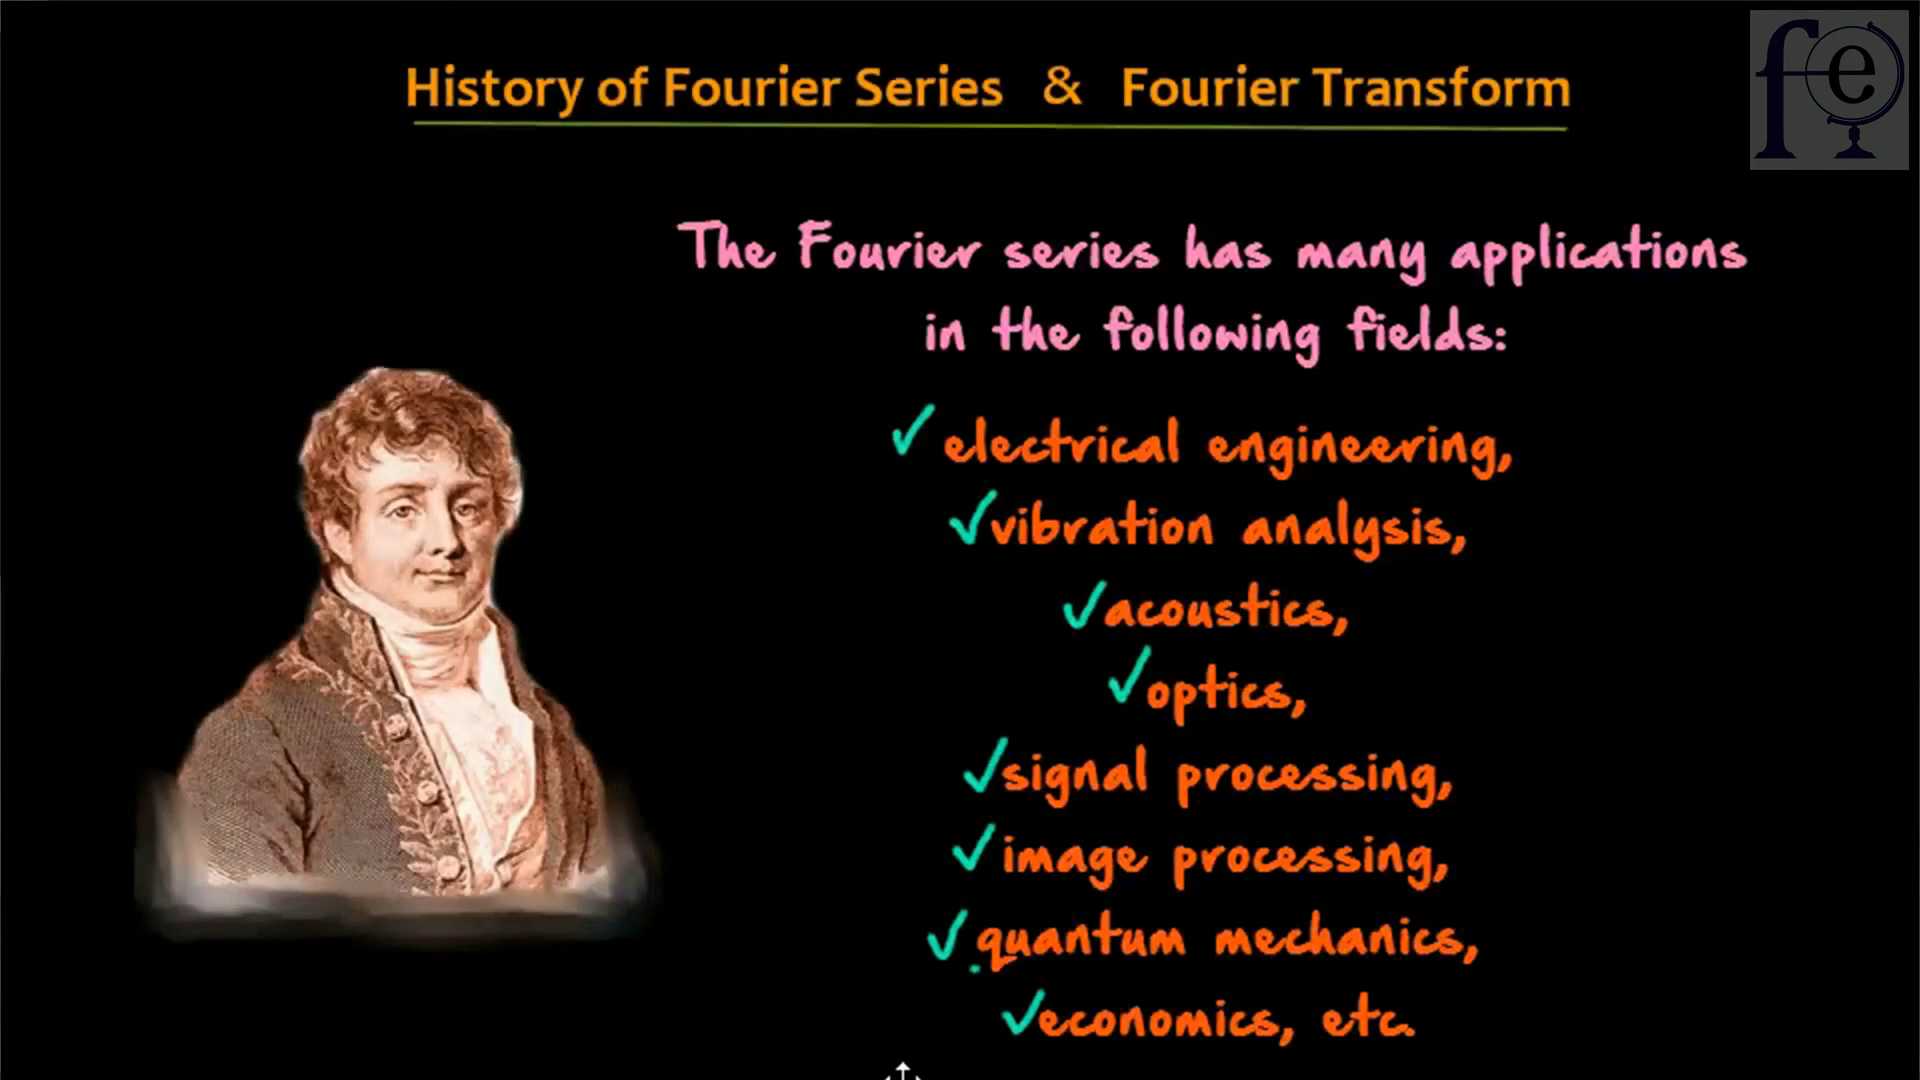 History of Fourier Series & Fourier Transform
fe
The Fourier series has many applications
in the following fields:
✓ electrical engineering,
✓ vibration analysis,
✓ acoustics,
✓ optics,
✓ signal processing,
✓ image processing,
✓ quantum mechanics,
✓ economics, etc.